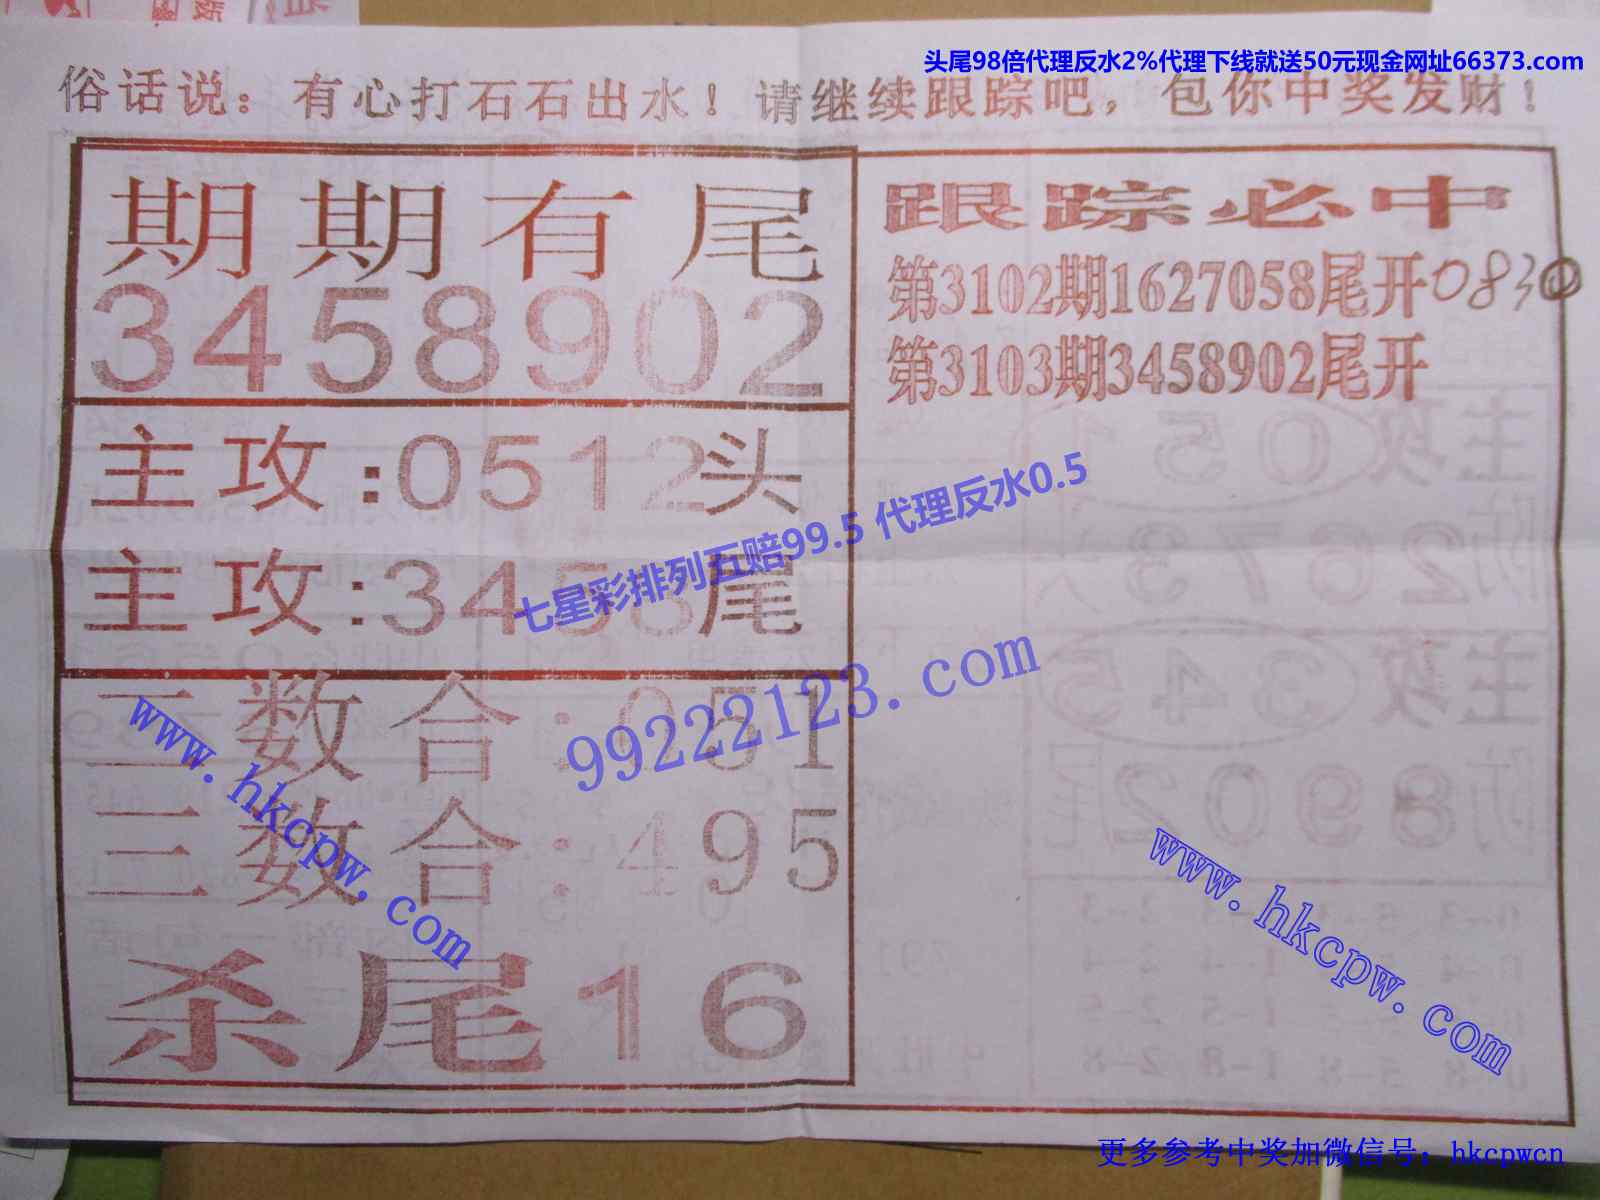 头尾98倍代理反水2%代理下线就送50元现金网址66373.com
俗话说：有心打石石出水！请继续跟踪吧，包你中奖发财！
期期有尾
3458902
主攻:0512头
主攻:3458尾
三数合:051
三数合:495
杀尾16
跟踪必中
第3102期1627058尾开0830
第3103期3458902尾开
七星彩排列五赔99.5 代理反水0.5
99222123.com
www.hkcpw.com
www.hkcpw.com
更多参考中奖加微信号：hkcpwcn